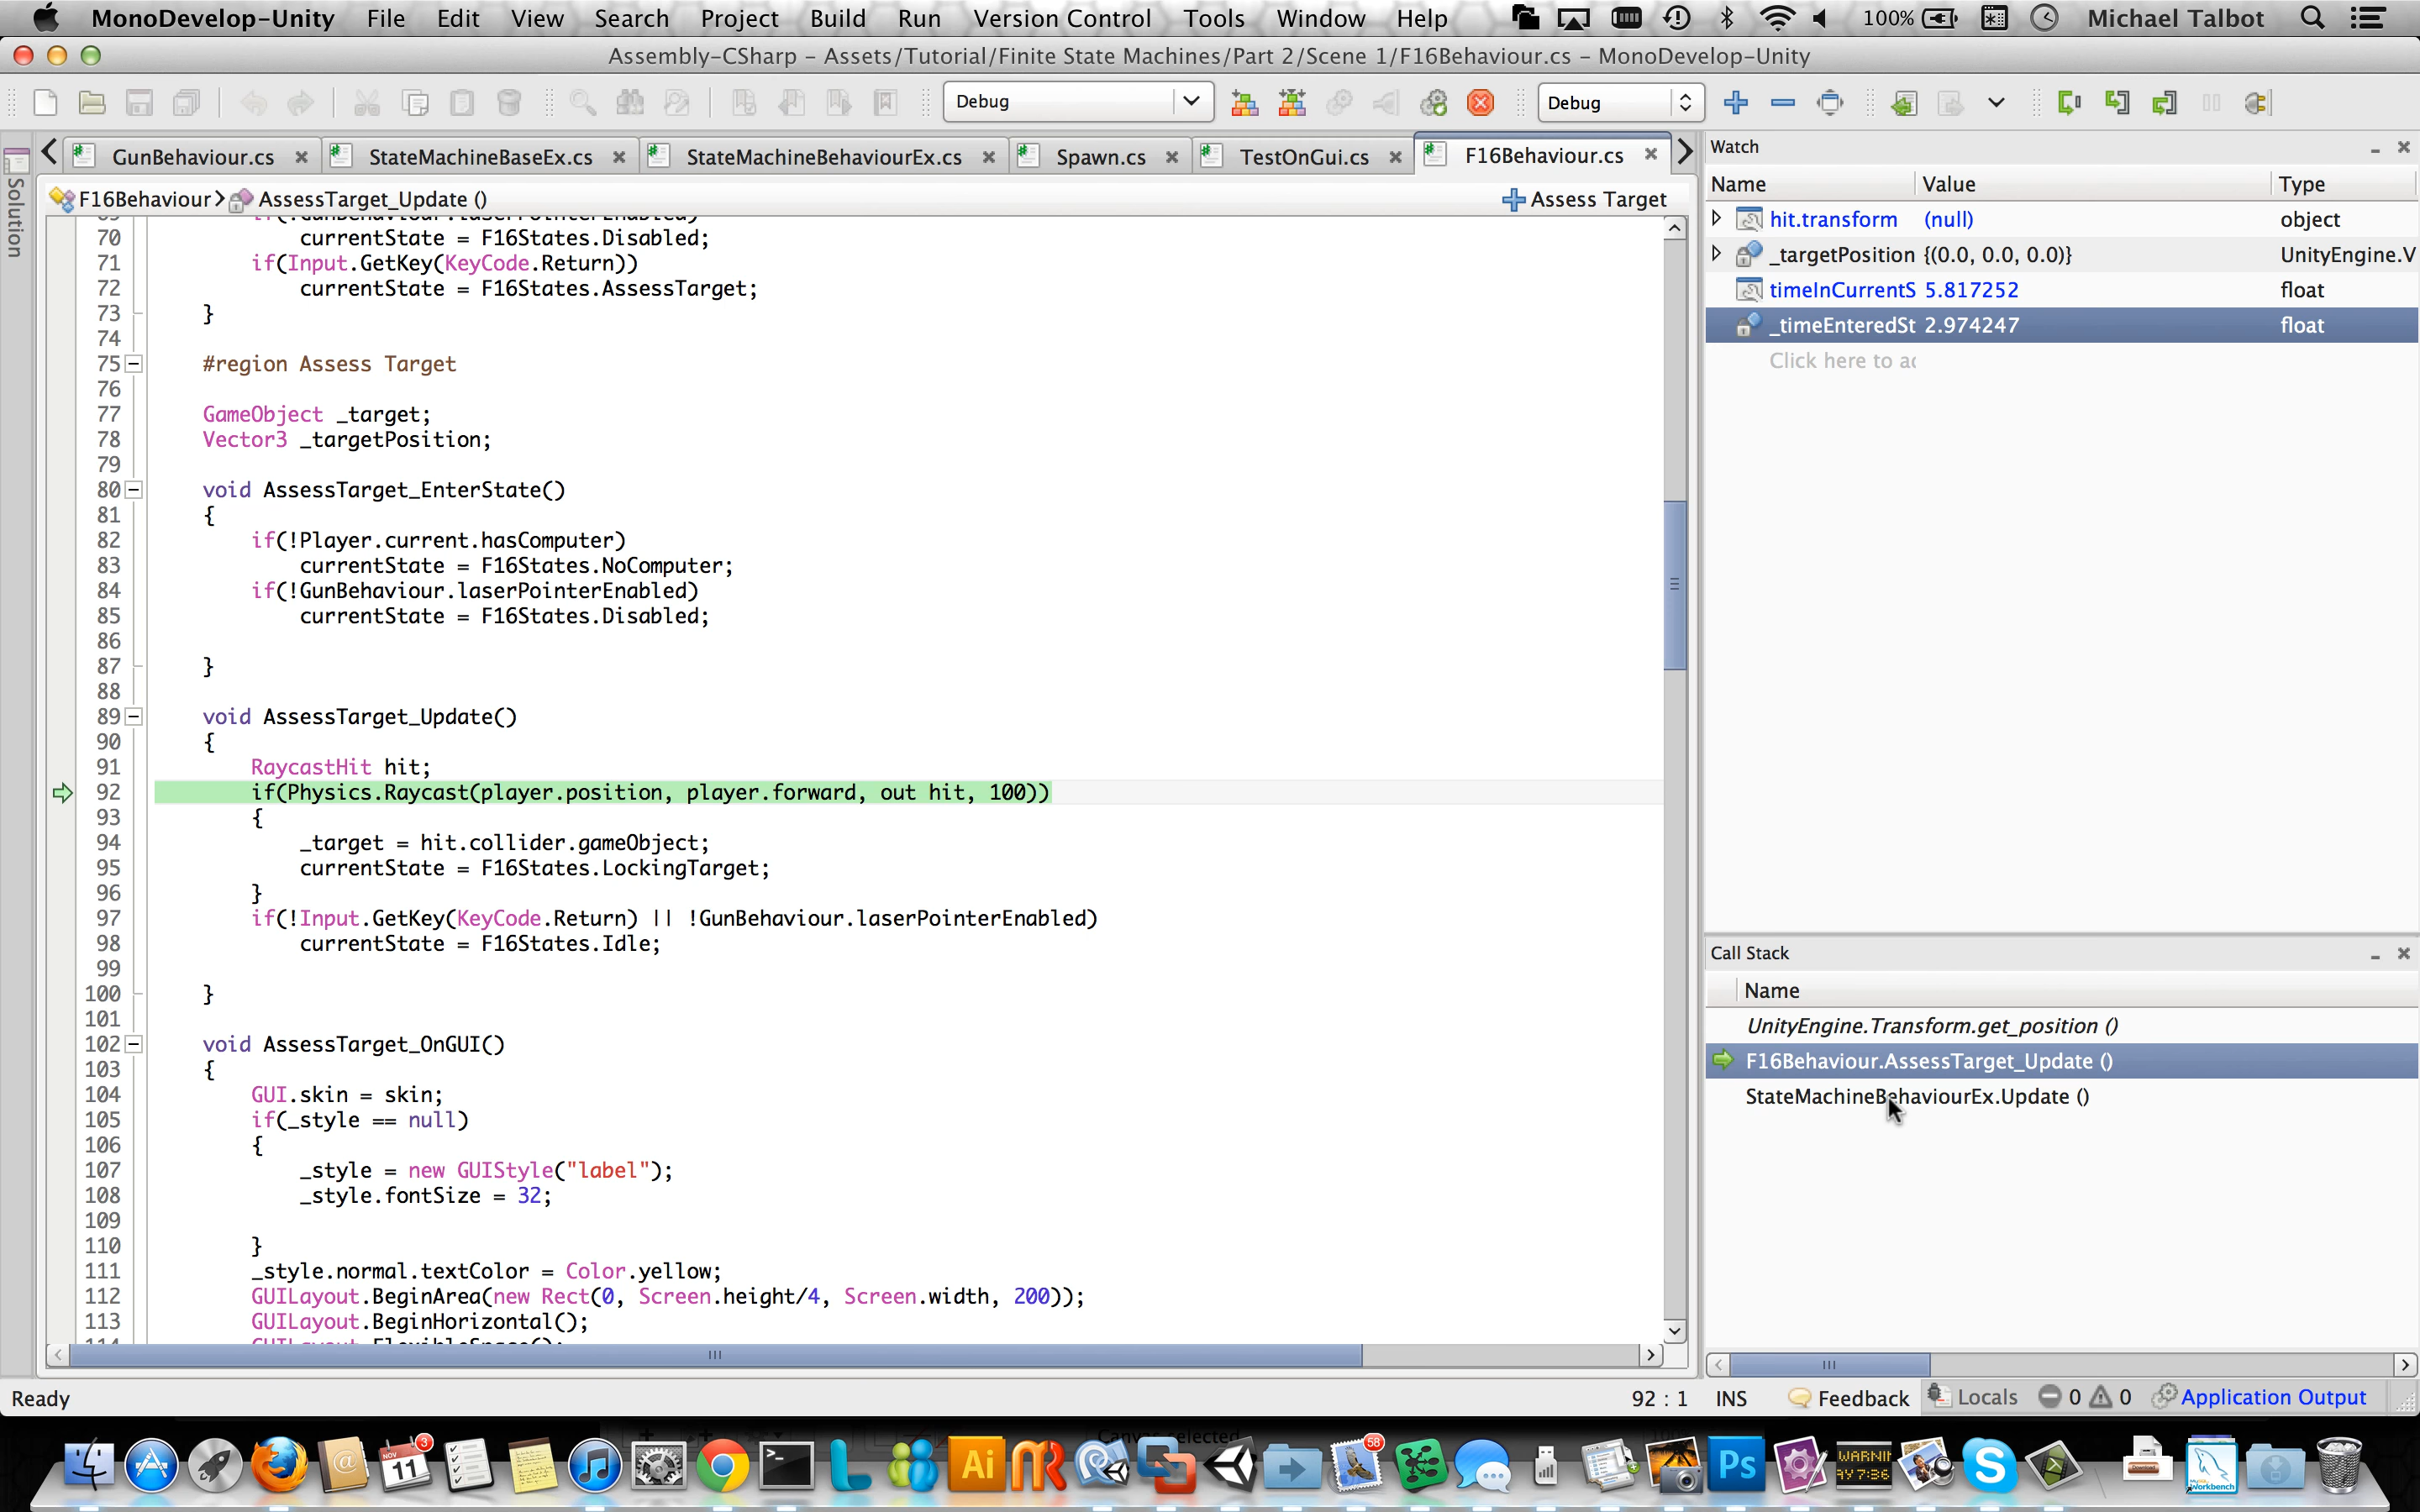 MonoDevelop-Unity File Edit View Search Project Build Run Version Control Tools Window Help 100% Michael Talbot
Assembly-CSharp – Assets/Tutorial/Finite State Machines/Part 2/Scene 1/F16Behaviour.cs – MonoDevelop-Unity
Debug Debug
Solution
GunBehaviour.cs StateMachineBaseEx.cs StateMachineBehaviourEx.cs Spawn.cs TestOnGui.cs F16Behaviour.cs
F16Behaviour AssessTarget_Update () Assess Target
70 currentState = F16States.Disabled;
71 if(Input.GetKey(KeyCode.Return))
72 currentState = F16States.AssessTarget;
73 }
74
75 #region Assess Target
76
77 GameObject _target;
78 Vector3 _targetPosition;
79
80 void AssessTarget_EnterState()
81 {
82 if(!Player.current.hasComputer)
83 currentState = F16States.NoComputer;
84 if(!GunBehaviour.laserPointerEnabled)
85 currentState = F16States.Disabled;
86
87 }
88
89 void AssessTarget_Update()
90 {
91 RaycastHit hit;
92 if(Physics.Raycast(player.position, player.forward, out hit, 100))
93 {
94 _target = hit.collider.gameObject;
95 currentState = F16States.LockingTarget;
96 }
97 if(!Input.GetKey(KeyCode.Return) || !GunBehaviour.laserPointerEnabled)
98 currentState = F16States.Idle;
99
100 }
101
102 void AssessTarget_OnGUI()
103 {
104 GUI.skin = skin;
105 if(_style == null)
106 {
107 _style = new GUIStyle("label");
108 _style.fontSize = 32;
109
110 }
111 _style.normal.textColor = Color.yellow;
112 GUILayout.BeginArea(new Rect(0, Screen.height/4, Screen.width, 200));
113 GUILayout.BeginHorizontal();
Watch
Name Value Type
hit.transform (null) object
_targetPosition {(0.0, 0.0, 0.0)} UnityEngine.V
timeInCurrentS 5.817252 float
_timeEnteredSt 2.974247 float
Click here to ac
Call Stack
Name
UnityEngine.Transform.get_position ()
F16Behaviour.AssessTarget_Update ()
StateMachineBehaviourEx.Update ()
Ready 92 : 1 INS Feedback Locals 0 0 Application Output
NOV 11 3
Ai
58
Ps
WARNIN
AY 7:36